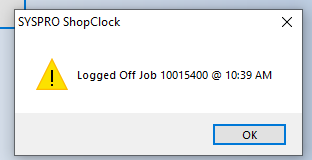 SYSPRO ShopClock
Logged Off Job 10015400 @ 10:39 AM
OK